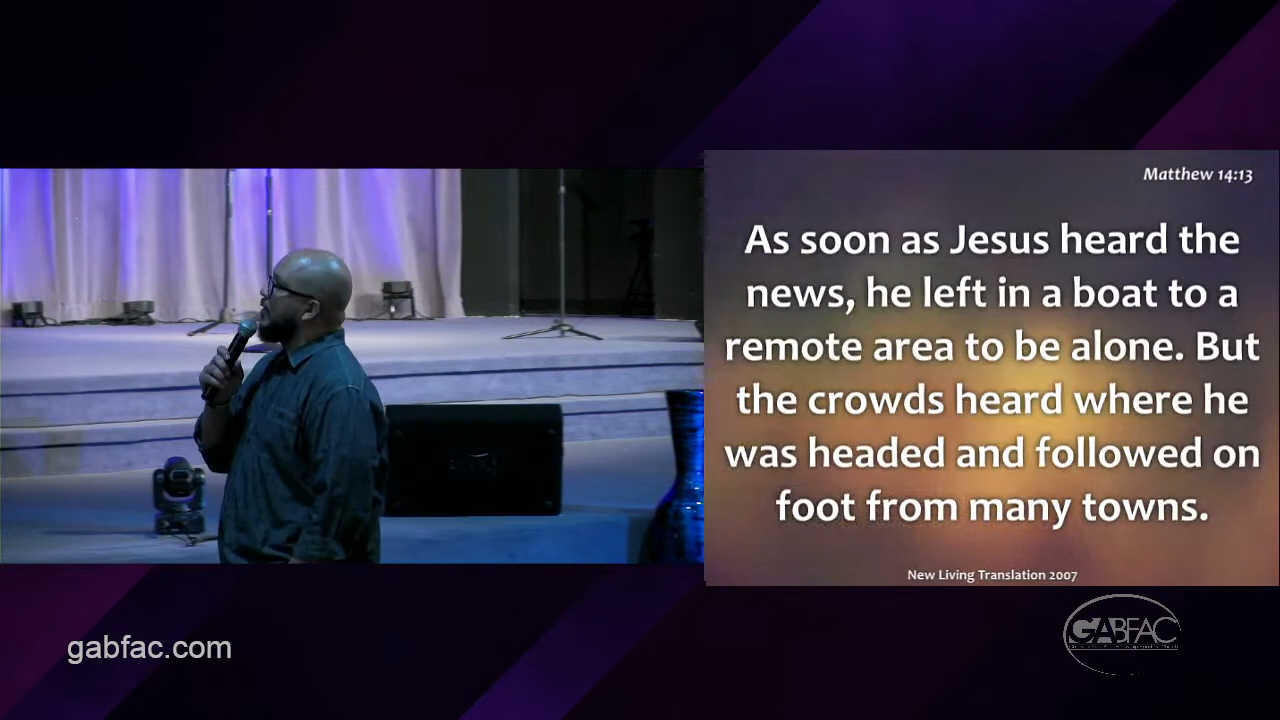 Matthew 14:13
As soon as Jesus heard the
news, he left in a boat to a
remote area to be alone. But
the crowds heard where he
was headed and followed on
foot from many towns.
New Living Translation 2007
gabfac.com
GABFAC